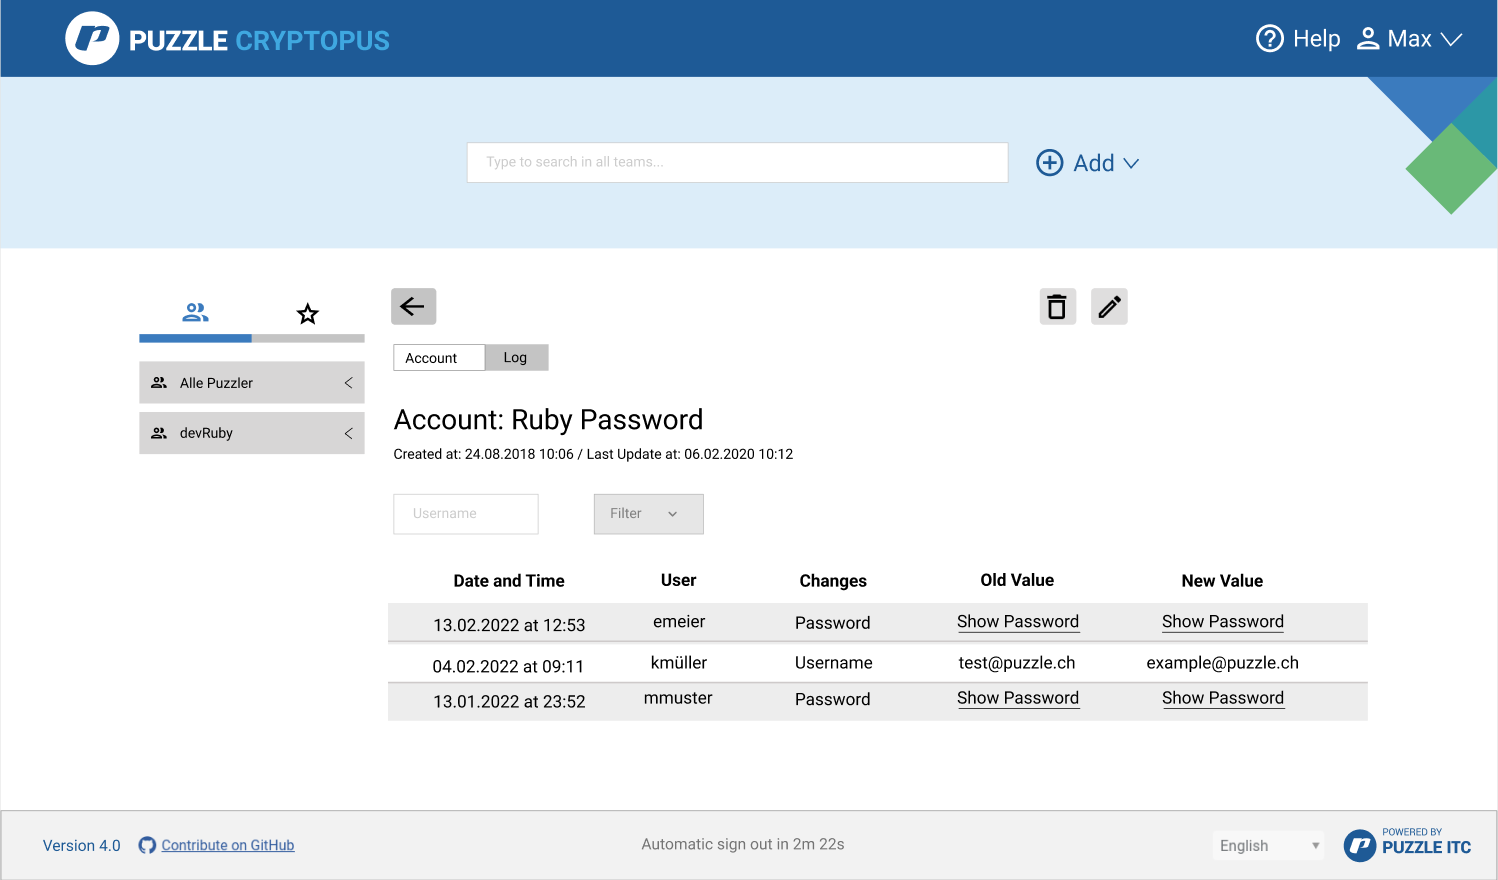 PUZZLE CRYPTOPUS
Help Max
Type to search in all teams...
Add
Account Log
Alle Puzzler
devRuby
Account: Ruby Password
Created at: 24.08.2018 10:06 / Last Update at: 06.02.2020 10:12
Username Filter
Date and Time User Changes Old Value New Value
13.02.2022 at 12:53 emeier Password Show Password Show Password
04.02.2022 at 09:11 kmüller Username test@puzzle.ch example@puzzle.ch
13.01.2022 at 23:52 mmuster Password Show Password Show Password
Version 4.0 Contribute on GitHub Automatic sign out in 2m 22s English
POWERED BY
PUZZLE ITC